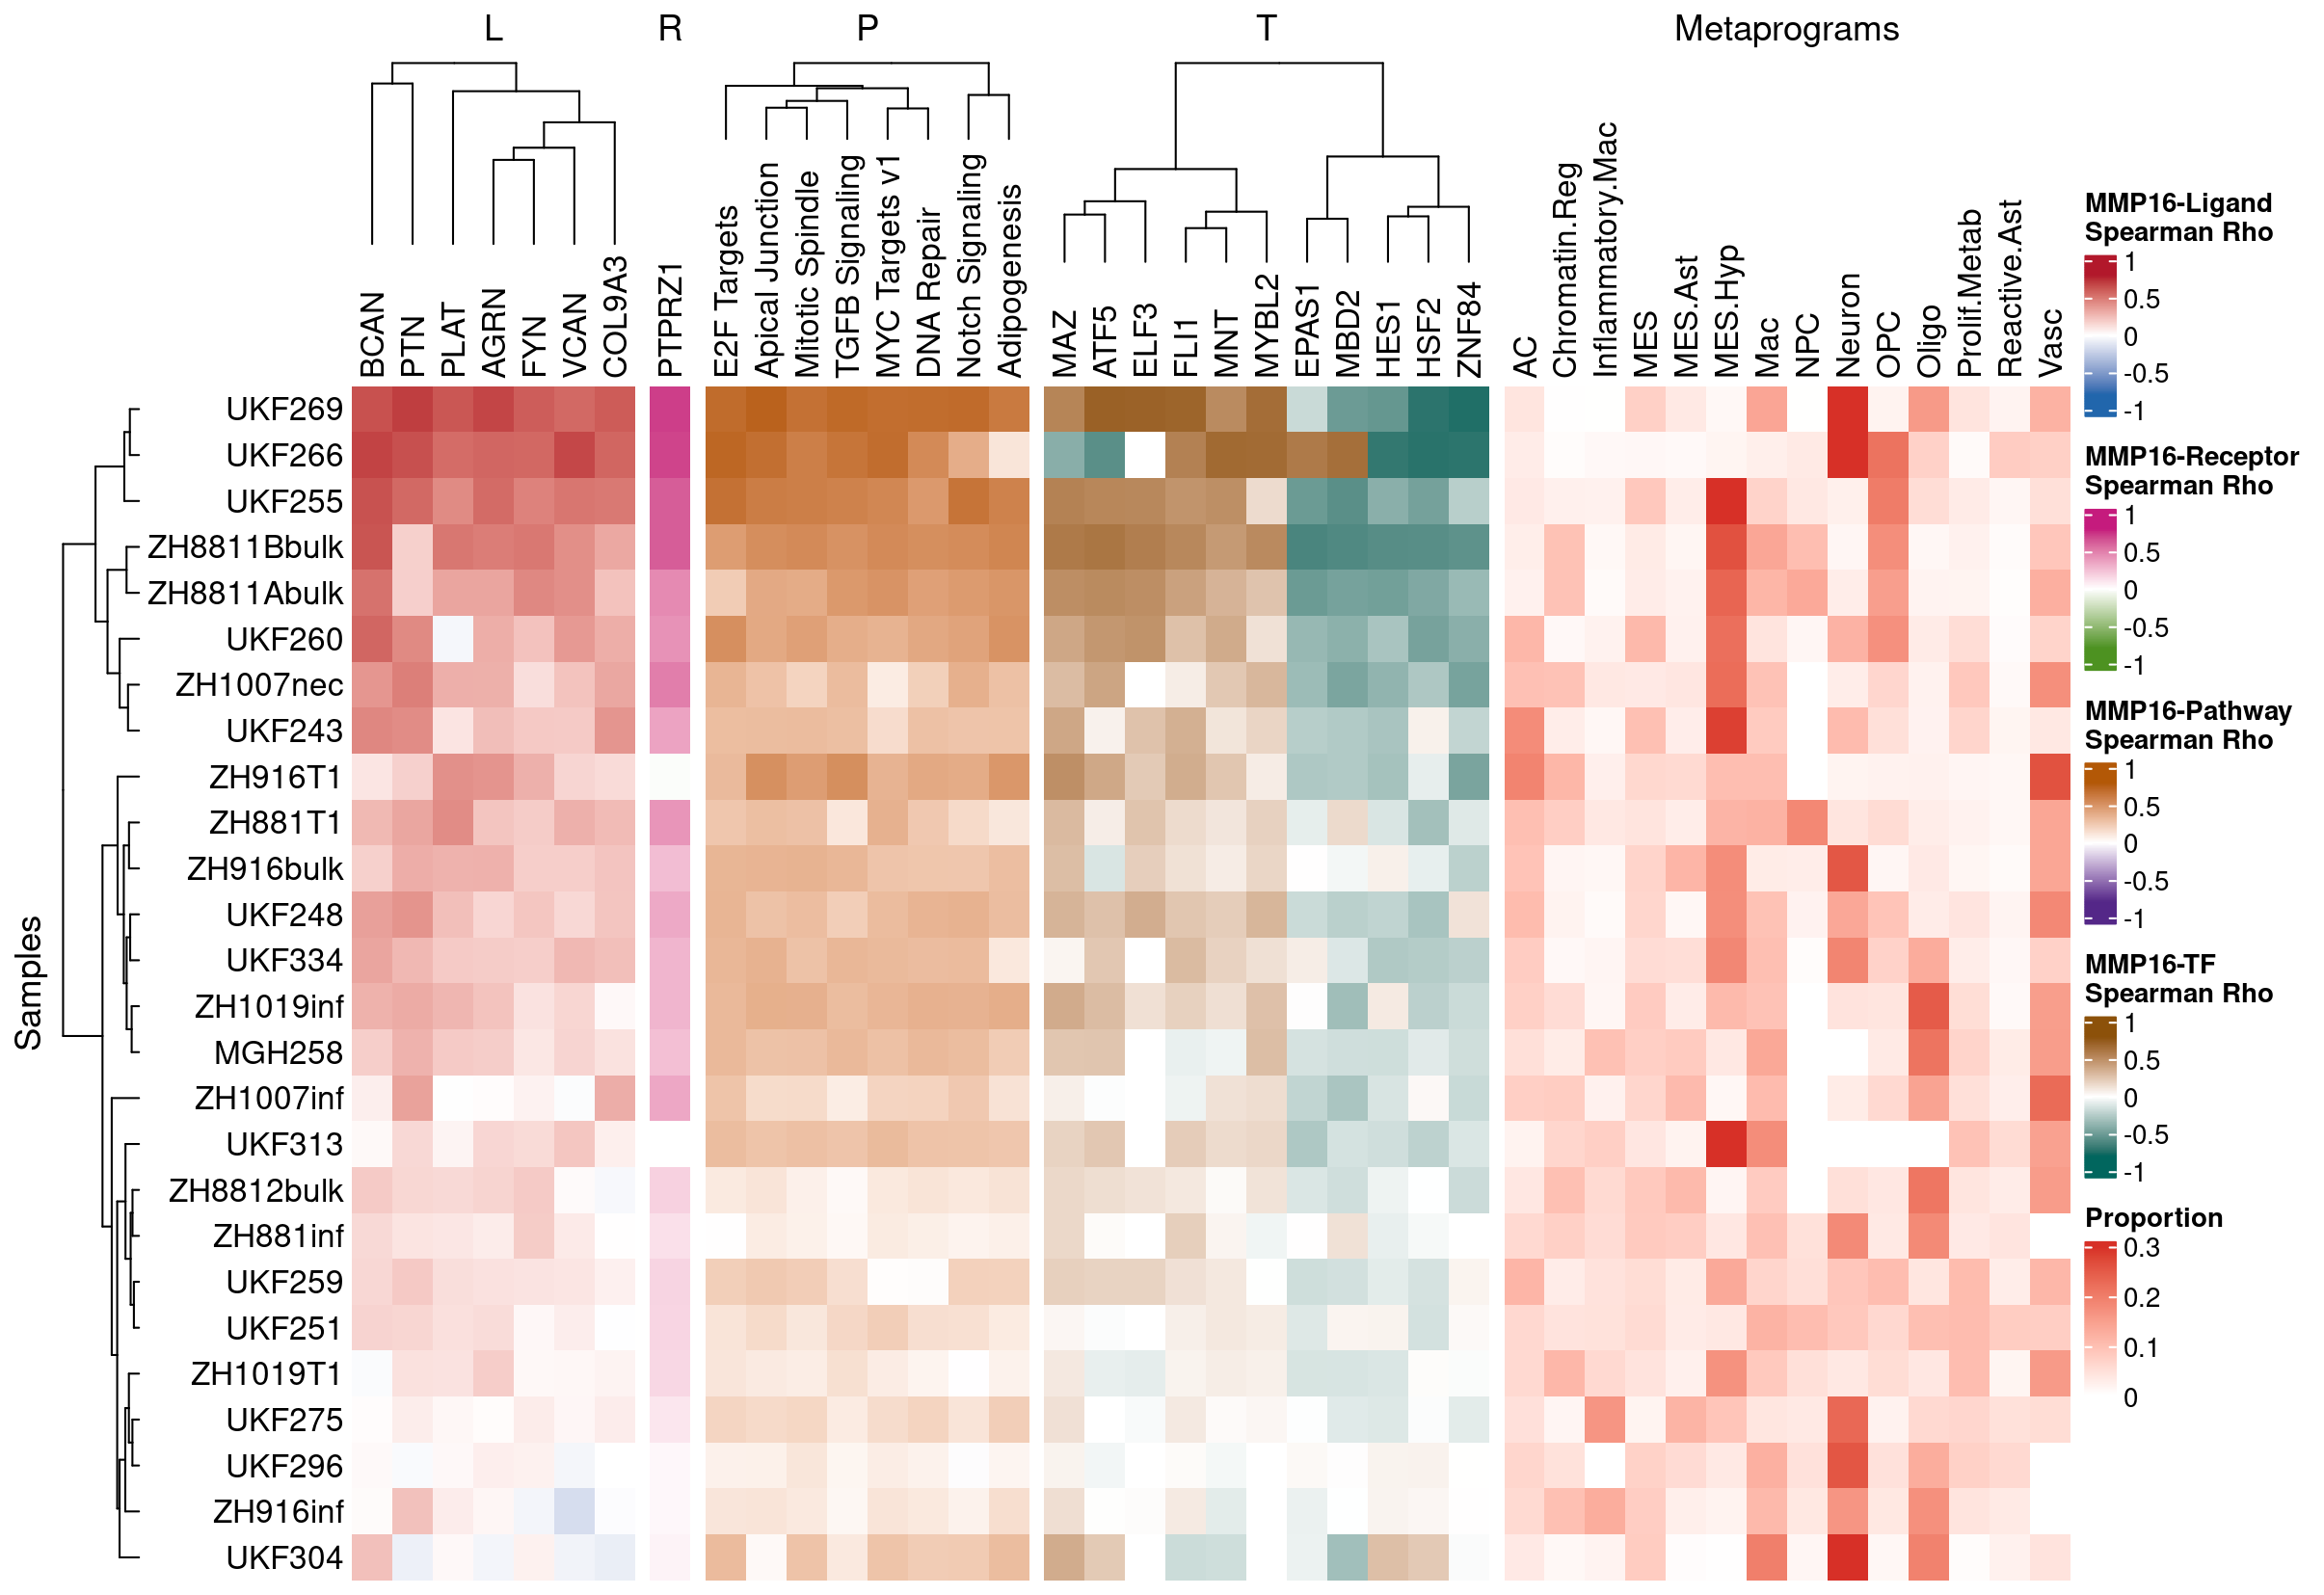 L R P T Metaprograms
BCAN
PTN
PLAT
AGRN
FYN
VCAN
COL9A3
PTPRZ1
E2F Targets
Apical Junction
Mitotic Spindle
TGFB Signaling
MYC Targets v1
DNA Repair
Notch Signaling
Adipogenesis
MAZ
ATF5
ELF3
FLI1
MNT
MYBL2
EPAS1
MBD2
HES1
HSF2
ZNF84
AC
Chromatin.Reg
Inflammatory.Mac
MES
MES.Ast
MES.Hyp
Mac
NPC
Neuron
OPC
Oligo
Prolif.Metab
Reactive.Ast
Vasc
Samples
UKF269
UKF266
UKF255
ZH8811Bbulk
ZH8811Abulk
UKF260
ZH1007nec
UKF243
ZH916T1
ZH881T1
ZH916bulk
UKF248
UKF334
ZH1019inf
MGH258
ZH1007inf
UKF313
ZH8812bulk
ZH881inf
UKF259
UKF251
ZH1019T1
UKF275
UKF296
ZH916inf
UKF304
MMP16-Ligand
Spearman Rho
1
0.5
0
-0.5
-1
MMP16-Receptor
Spearman Rho
1
0.5
0
-0.5
-1
MMP16-Pathway
Spearman Rho
1
0.5
0
-0.5
-1
MMP16-TF
Spearman Rho
1
0.5
0
-0.5
-1
Proportion
0.3
0.2
0.1
0